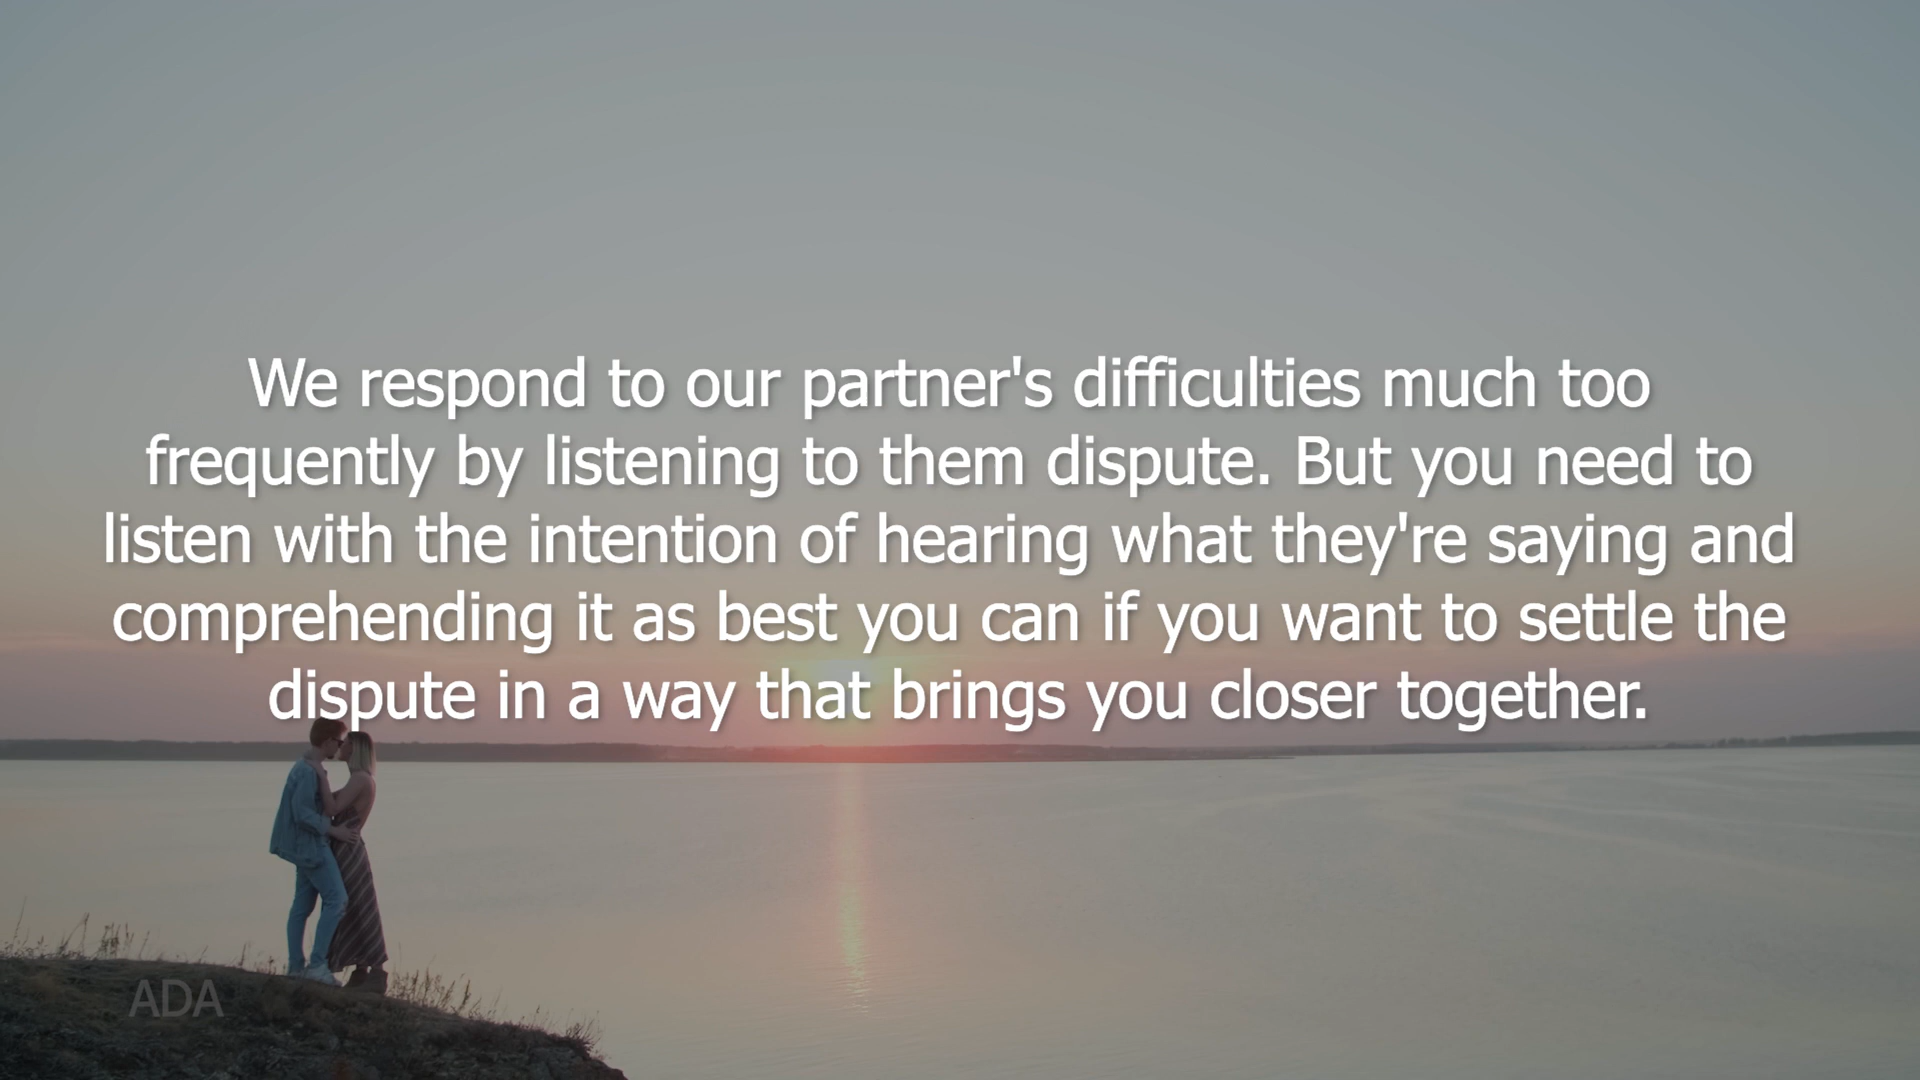 We respond to our partner's difficulties much too
frequently by listening to them dispute. But you need to
listen with the intention of hearing what they're saying and
comprehending it as best you can if you want to settle the
dispute in a way that brings you closer together.
ADA